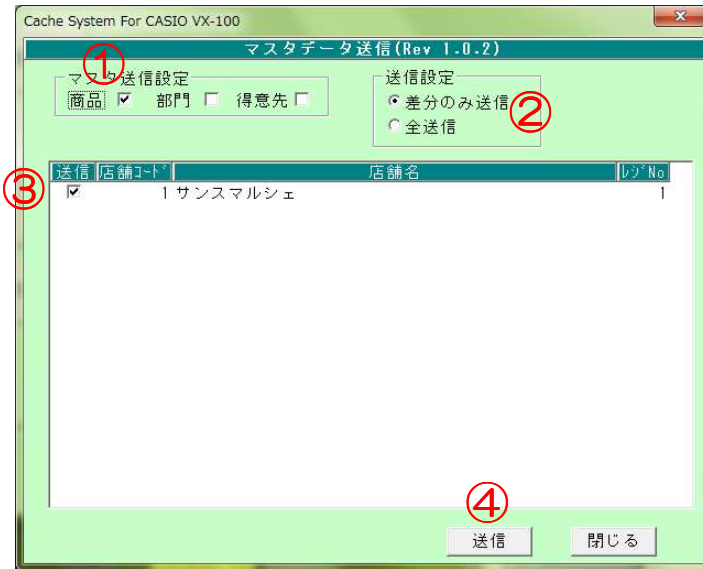 Cache System For CASIO VX-100
マスタデータ送信(Rev 1.0.2)
①
マスタ送信設定
商品 部門 得意先
送信設定
差分のみ送信
②
全送信
③
送信 店舗ｺｰﾄﾞ 店舗名 ﾚｼﾞNo
1 サンスマルシェ 1
④
送信 閉じる